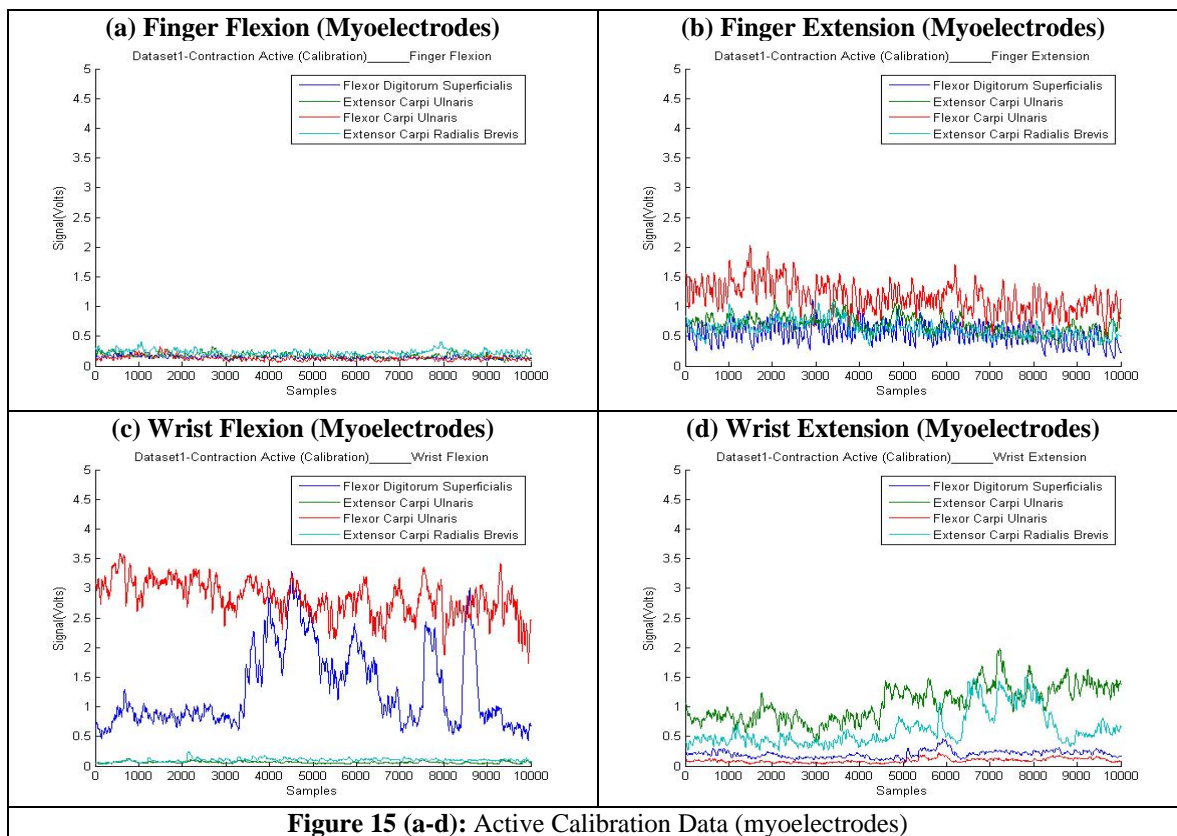 (a) Finger Flexion (Myoelectrodes)
Dataset1-Contraction Active (Calibration)______Finger Flexion
Flexor Digitorum Superficialis
Extensor Carpi Ulnaris
Flexor Carpi Ulnaris
Extensor Carpi Radialis Brevis
5
4.5
4
3.5
3
2.5
2
1.5
1
0.5
0
Signal(Volts)
0 1000 2000 3000 4000 5000 6000 7000 8000 9000 10000
Samples
(b) Finger Extension (Myoelectrodes)
Dataset1-Contraction Active (Calibration)______Finger Extension
Flexor Digitorum Superficialis
Extensor Carpi Ulnaris
Flexor Carpi Ulnaris
Extensor Carpi Radialis Brevis
5
4.5
4
3.5
3
2.5
2
1.5
1
0.5
0
Signal(Volts)
0 1000 2000 3000 4000 5000 6000 7000 8000 9000 10000
Samples
(c) Wrist Flexion (Myoelectrodes)
Dataset1-Contraction Active (Calibration)______Wrist Flexion
Flexor Digitorum Superficialis
Extensor Carpi Ulnaris
Flexor Carpi Ulnaris
Extensor Carpi Radialis Brevis
5
4.5
4
3.5
3
2.5
2
1.5
1
0.5
0
Signal(Volts)
0 1000 2000 3000 4000 5000 6000 7000 8000 9000 10000
Samples
(d) Wrist Extension (Myoelectrodes)
Dataset1-Contraction Active (Calibration)______Wrist Extension
Flexor Digitorum Superficialis
Extensor Carpi Ulnaris
Flexor Carpi Ulnaris
Extensor Carpi Radialis Brevis
5
4.5
4
3.5
3
2.5
2
1.5
1
0.5
0
Signal(Volts)
0 1000 2000 3000 4000 5000 6000 7000 8000 9000 10000
Samples
Figure 15 (a-d): Active Calibration Data (myoelectrodes)